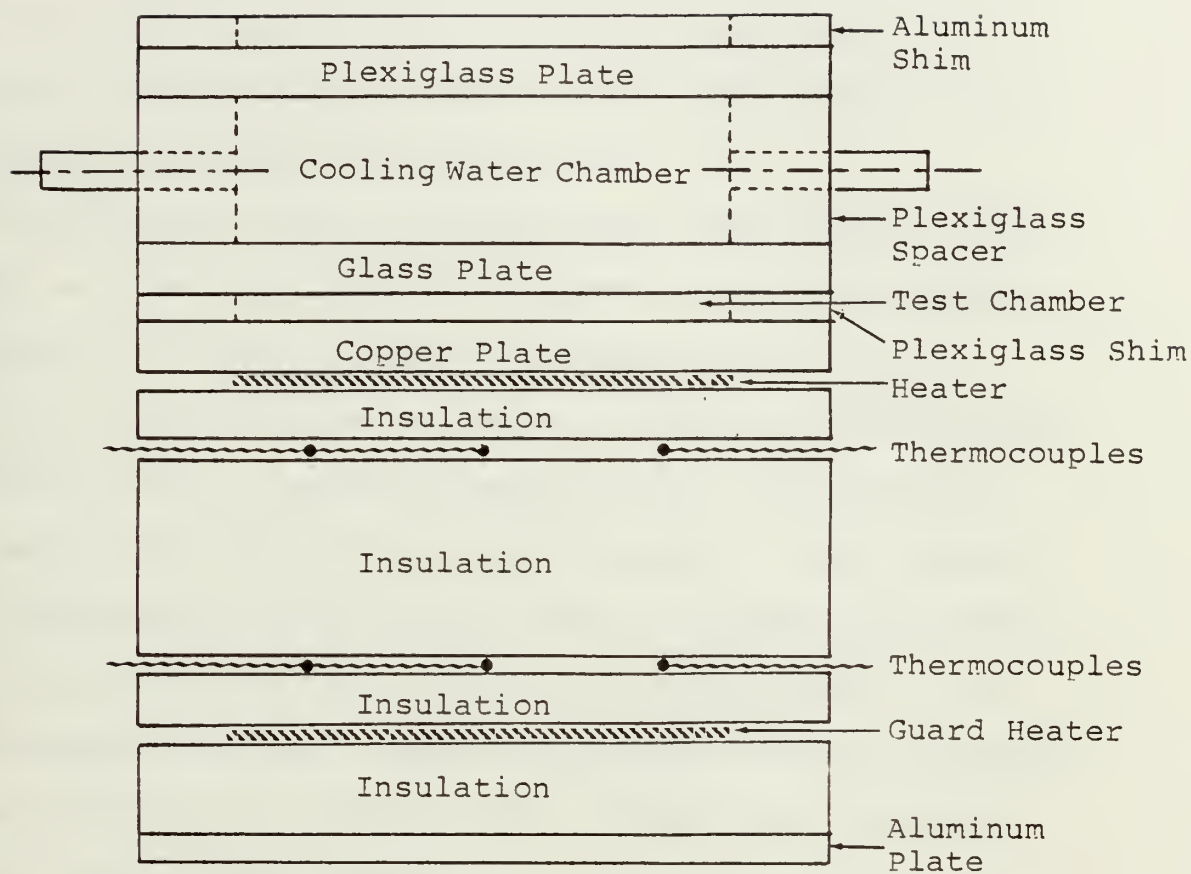 Aluminum
Shim
Plexiglass Plate
Cooling Water Chamber
Plexiglass
Spacer
Glass Plate
Test Chamber
Plexiglass Shim
Copper Plate
Heater
Insulation
Thermocouples
Insulation
Thermocouples
Insulation
Guard Heater
Insulation
Aluminum
Plate